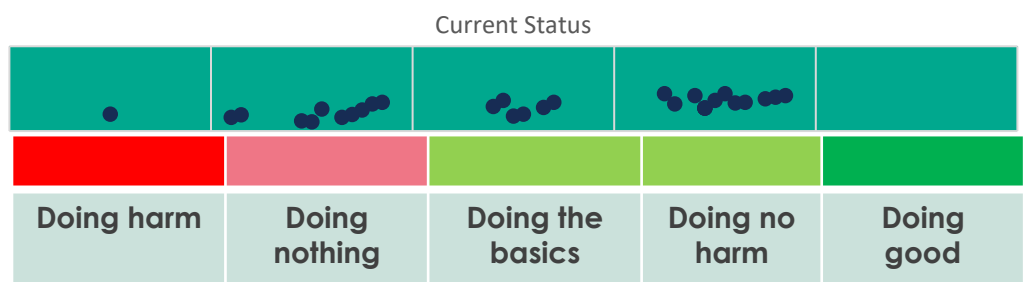 Current Status
Doing harm
Doing
nothing
Doing the
basics
Doing no
harm
Doing
good